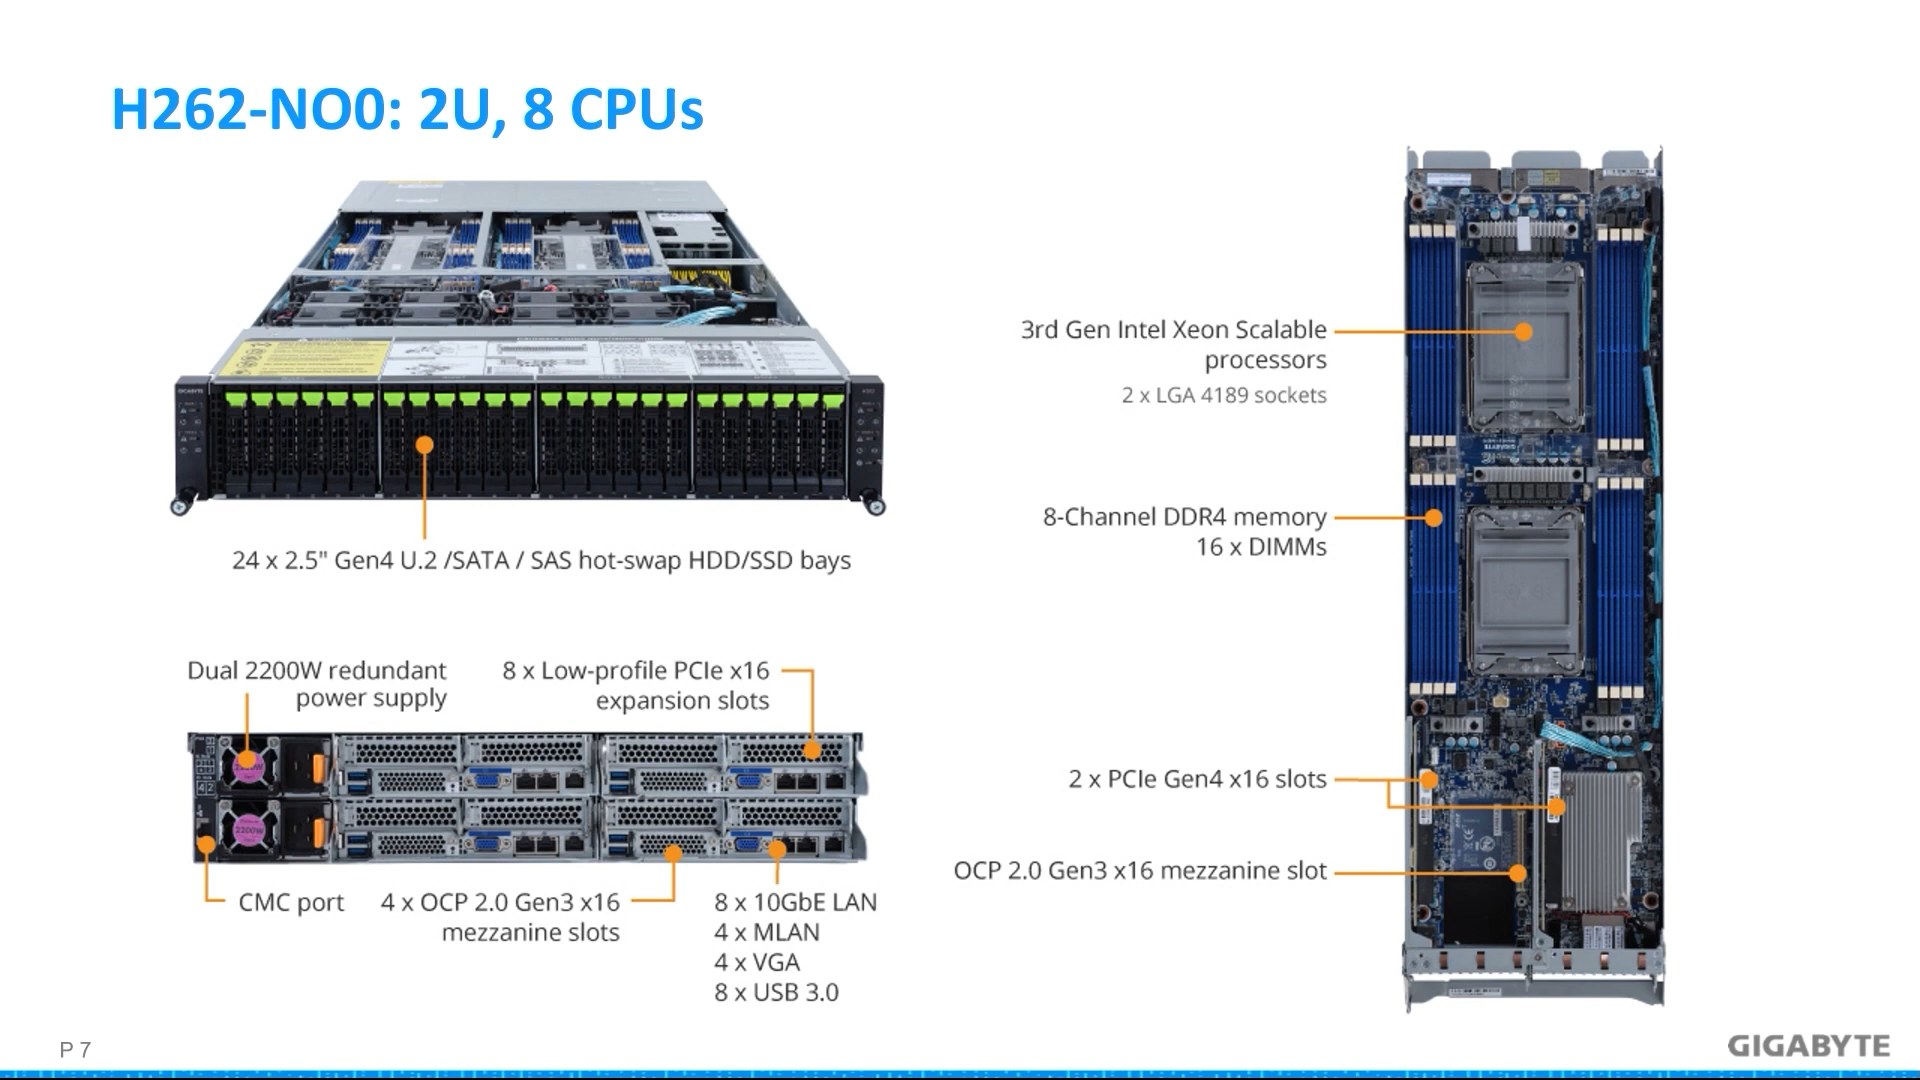 H262-NO0: 2U, 8 CPUs
GIGABYTE
24 x 2.5" Gen4 U.2 /SATA / SAS hot-swap HDD/SSD bays
Dual 2200W redundant
power supply
8 x Low-profile PCIe x16
expansion slots
2200W
CMC port
4 x OCP 2.0 Gen3 x16
mezzanine slots
8 x 10GbE LAN
4 x MLAN
4 x VGA
8 x USB 3.0
3rd Gen Intel Xeon Scalable
processors
2 x LGA 4189 sockets
8-Channel DDR4 memory
16 x DIMMs
2 x PCIe Gen4 x16 slots
OCP 2.0 Gen3 x16 mezzanine slot
P 7
GIGABYTE